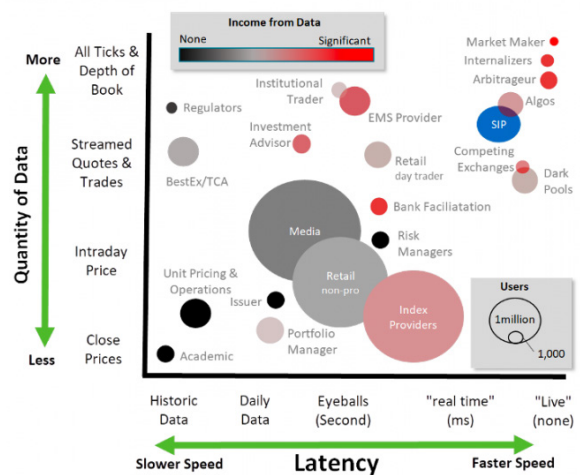 Income from Data
None
Significant
More
All Ticks &
Depth of
Book
Streamed
Quotes &
Trades
Intraday
Price
Close
Prices
Less
Quantity of Data
Market Maker
Internalizers
Arbitrageur
Algos
SIP
Competing
Exchanges
Dark
Pools
Institutional
Trader
EMS Provider
Regulators
Investment
Advisor
BestEx/TCA
Retail
day trader
Bank Faciliatation
Media
Risk
Managers
Retail
non-pro
Unit Pricing &
Operations
Issuer
Index
Providers
Portfolio
Manager
Academic
Users
1million
1,000
Historic
Data
Daily
Data
Eyeballs
(Second)
"real time"
(ms)
"Live"
(none)
Slower Speed
Latency
Faster Speed